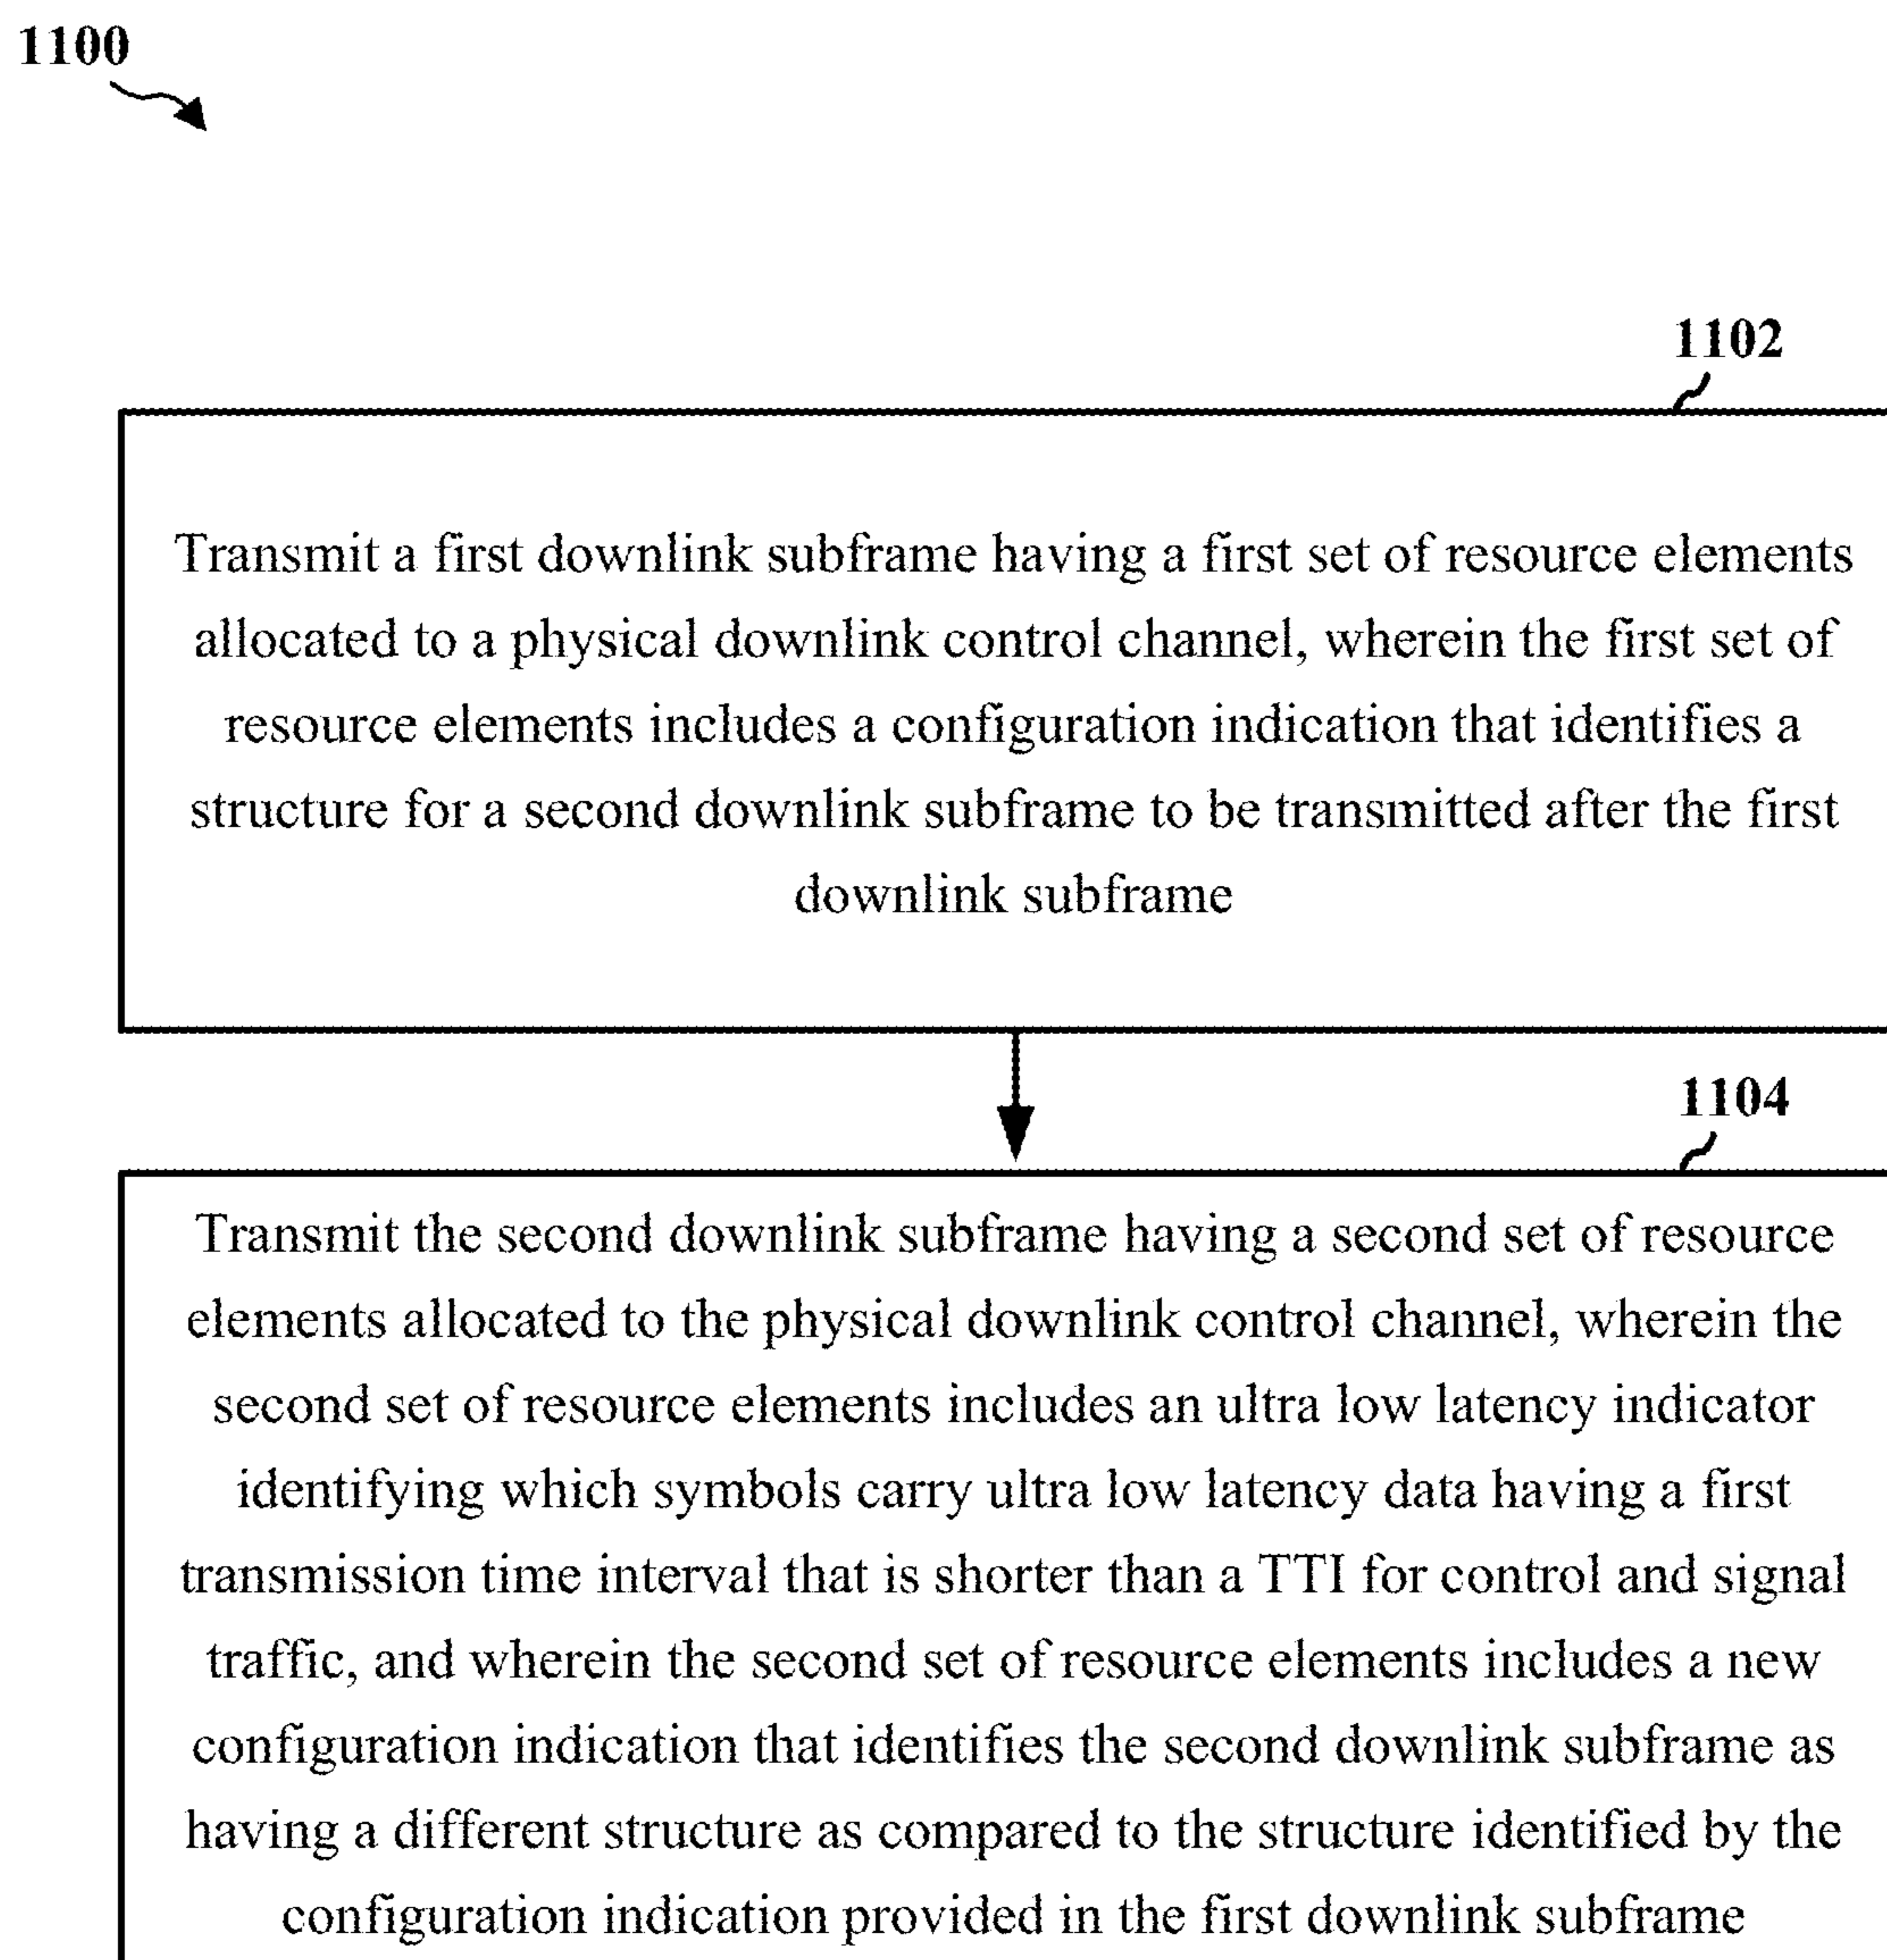 1100
1102
Transmit a first downlink subframe having a first set of resource elements
allocated to a physical downlink control channel, wherein the first set of
resource elements includes a configuration indication that identifies a
structure for a second downlink subframe to be transmitted after the first
downlink subframe
1104
Transmit the second downlink subframe having a second set of resource
elements allocated to the physical downlink control channel, wherein the
second set of resource elements includes an ultra low latency indicator
identifying which symbols carry ultra low latency data having a first
transmission time interval that is shorter than a TTI for control and signal
traffic, and wherein the second set of resource elements includes a new
configuration indication that identifies the second downlink subframe as
having a different structure as compared to the structure identified by the
configuration indication provided in the first downlink subframe